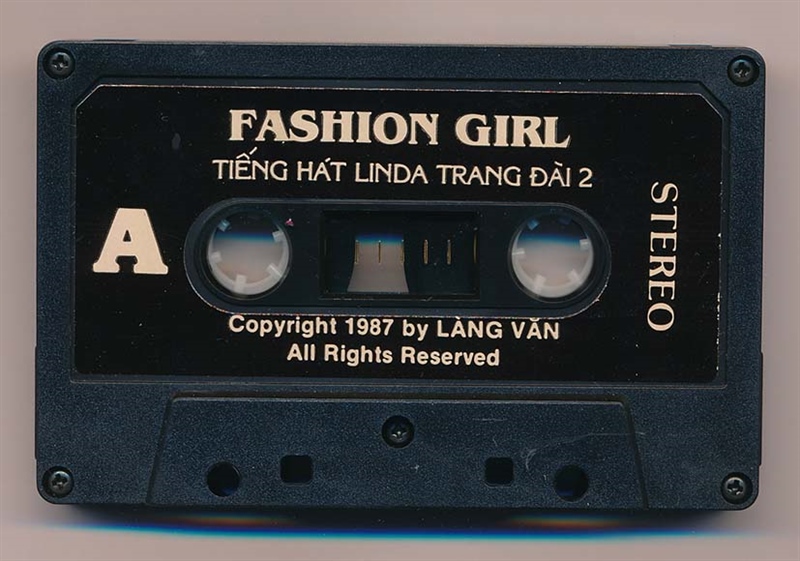 FASHION GIRL
TIẾNG HÁT LINDA TRANG ĐÀI 2
A
STEREO
Copyright 1987 by LÀNG VĂN
All Rights Reserved